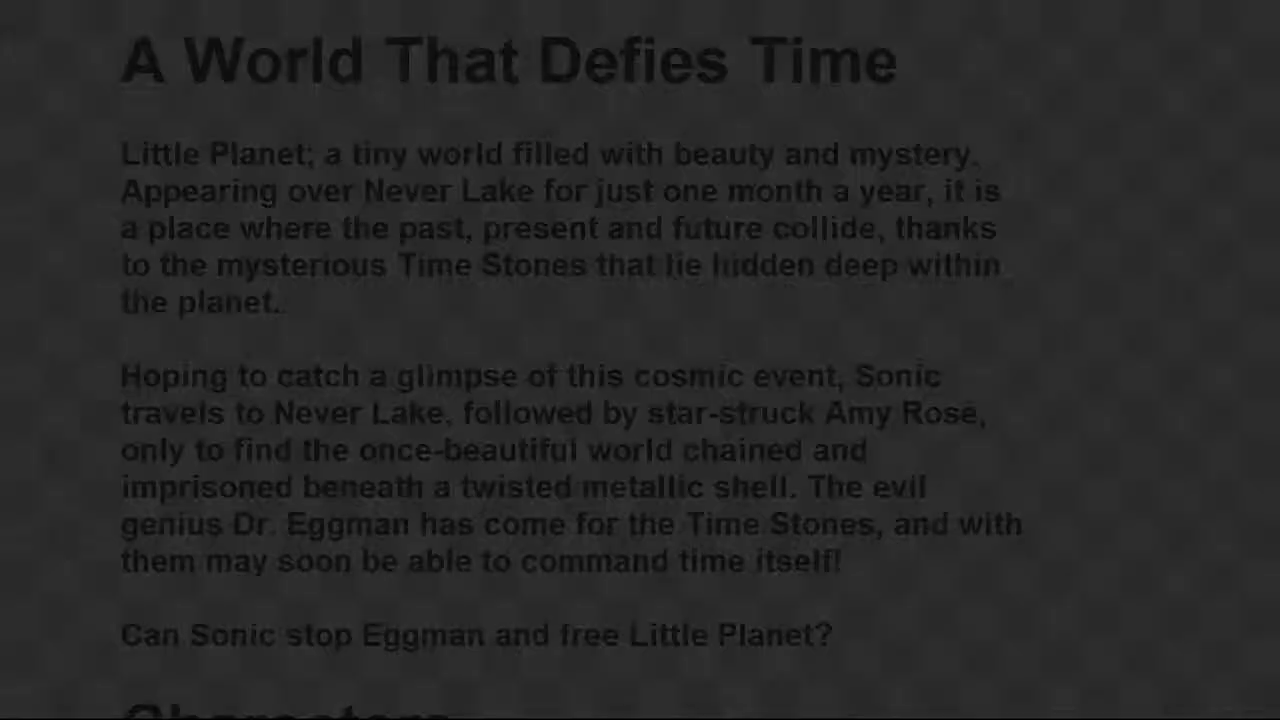 A World That Defies Time
Little Planet; a tiny world filled with beauty and mystery.
Appearing over Never Lake for just one month a year, it is
a place where the past, present and future collide, thanks
to the mysterious Time Stones that lie hidden deep within
the planet.
Hoping to catch a glimpse of this cosmic event, Sonic
travels to Never Lake, followed by star-struck Amy Rose,
only to find the once-beautiful world chained and
imprisoned beneath a twisted metallic shell. The evil
genius Dr. Eggman has come for the Time Stones, and with
them may soon be able to command time itself!
Can Sonic stop Eggman and free Little Planet?
Characters